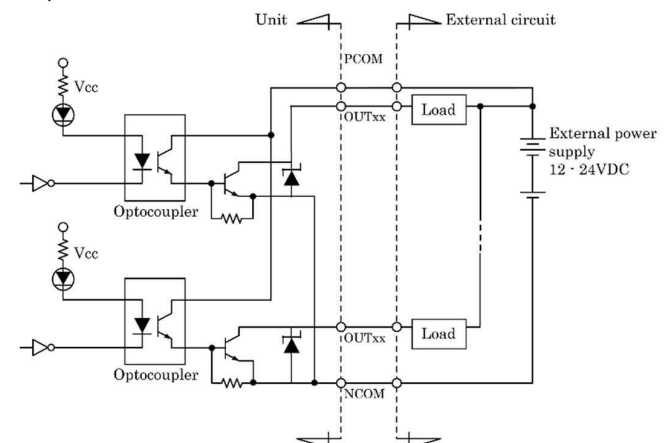 Unit
External circuit
PCOM
Vcc
OUTxx
Load
External power
supply
12 - 24VDC
Optocoupler
Vcc
OUTxx
Load
Optocoupler
NCOM